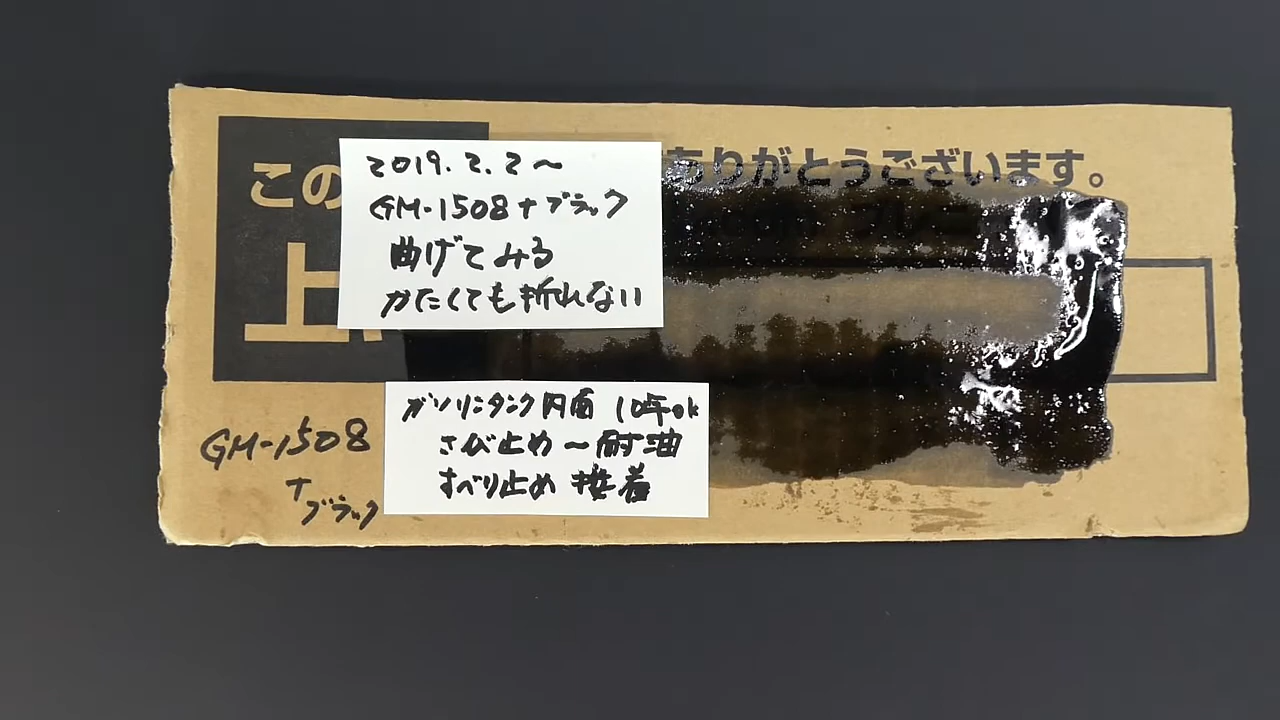 この
ありがとうございます。
上
2019.2.2〜
GM-1508+ブラック
曲げてみる
かたくても折れない
ガソリンタンク内面 10年ok
さび止め〜耐油
すべり止め 接着
GM-1508
+
ブラック